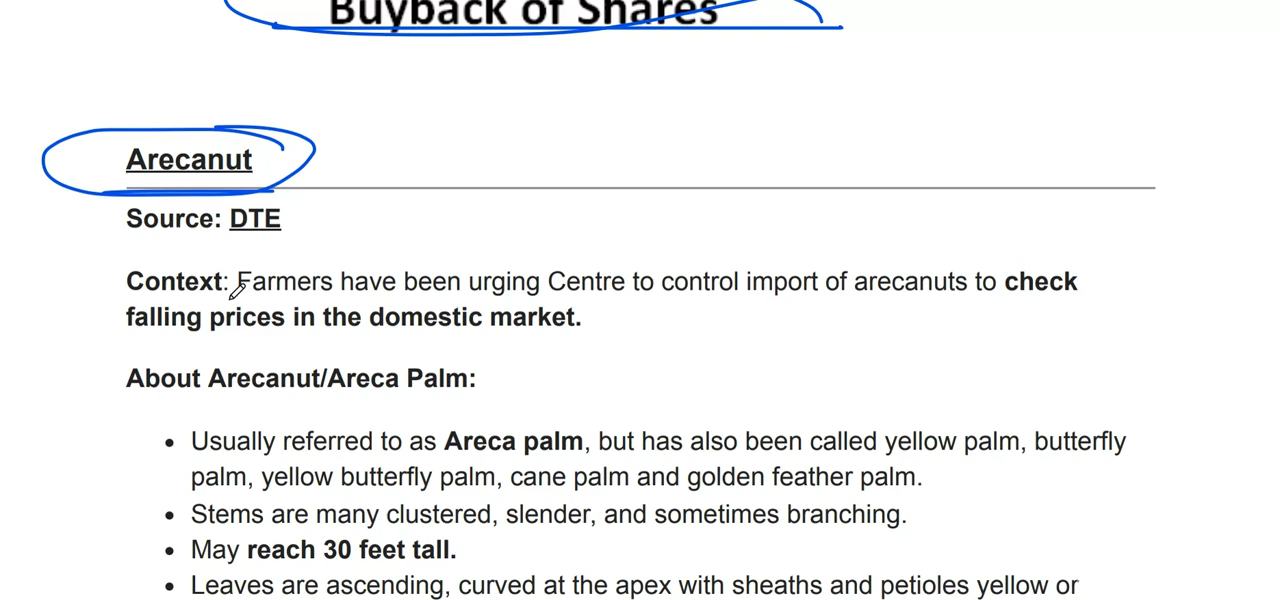 Buyback of Shares
Arecanut
Source: DTE
Context: Farmers have been urging Centre to control import of arecanuts to check
falling prices in the domestic market.
About Arecanut/Areca Palm:
• Usually referred to as Areca palm, but has also been called yellow palm, butterfly
palm, yellow butterfly palm, cane palm and golden feather palm.
• Stems are many clustered, slender, and sometimes branching.
• May reach 30 feet tall.
• Leaves are ascending, curved at the apex with sheaths and petioles yellow or